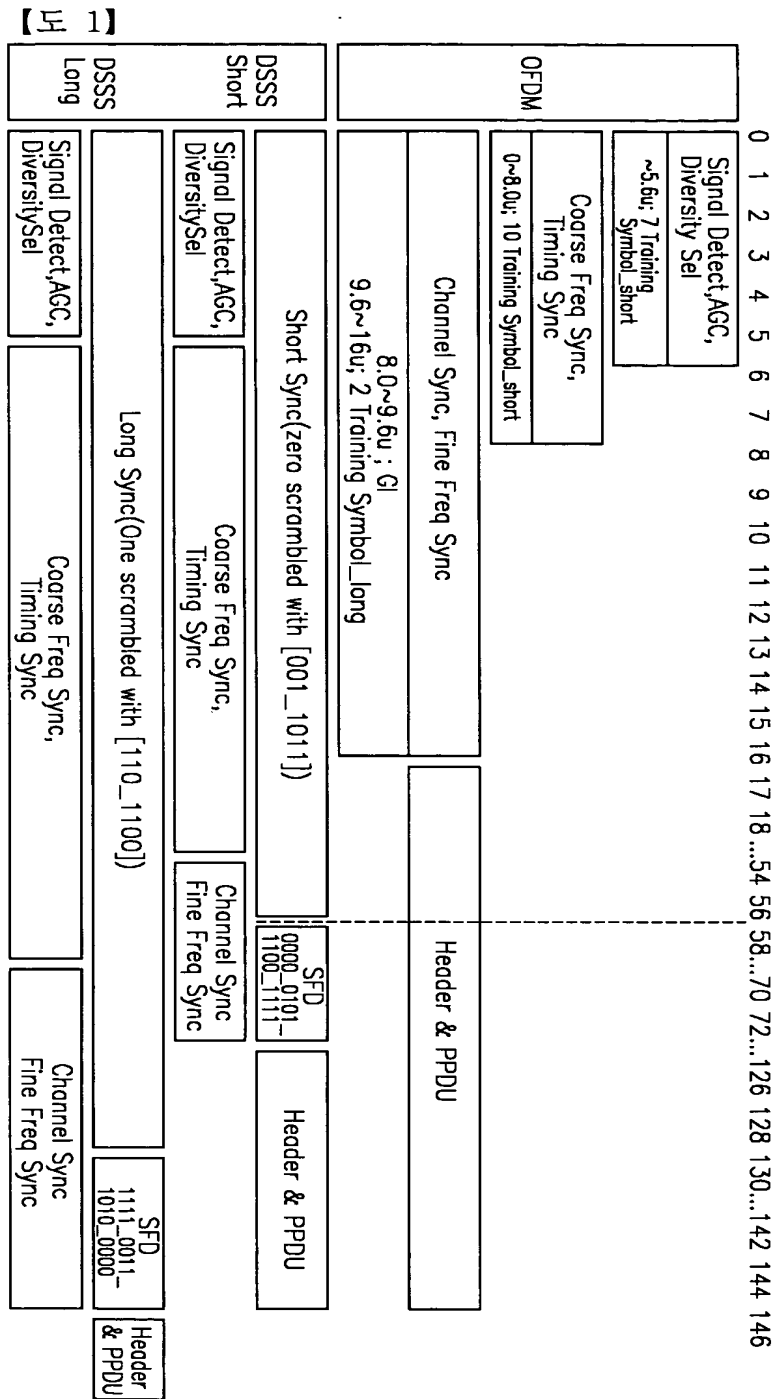 【도 1】
0 1 2 3 4 5 6 7 8 9 10 11 12 13 14 15 16 17 18...54 56 58...70 72...126 128 130...142 144 146
OFDM
Signal Detect,AGC,
Diversity Sel
~5.6u; 7 Training
Symbol_short
Coarse Freq Sync,
Timing Sync
0~8.0u; 10 Training Symbol_short
Channel Sync, Fine Freq Sync
8.0~9.6u ; GI
9.6~16u; 2 Training Symbol_long
Header & PPDU
DSSS
Short
Short Sync(zero scrambled with [001_1011])
SFD
0000_0101-
1100_1111-
Header & PPDU
Signal Detect,AGC,
DiversitySel
Coarse Freq Sync,
Timing Sync
Channel Sync
Fine Freq Sync
DSSS
Long
Long Sync(One scrambled with [110_1100])
SFD
1111_0011-
1010_0000-
Header
& PPDU
Signal Detect,AGC,
DiversitySel
Coarse Freq Sync,
Timing Sync
Channel Sync
Fine Freq Sync